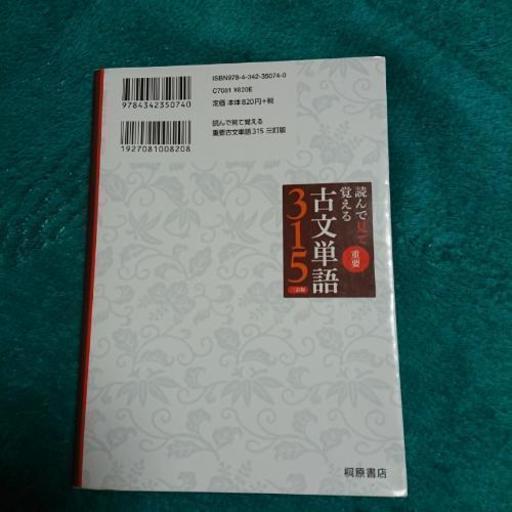 ISBN978-4-342-35074-0
C7081 ¥820E
定価 本体820円+税
9784342350740
読んで見て覚える
重要古文単語315 三訂版
1927081008208
読んで見て
覚える
重要
古文単語
315
三訂版
桐原書店